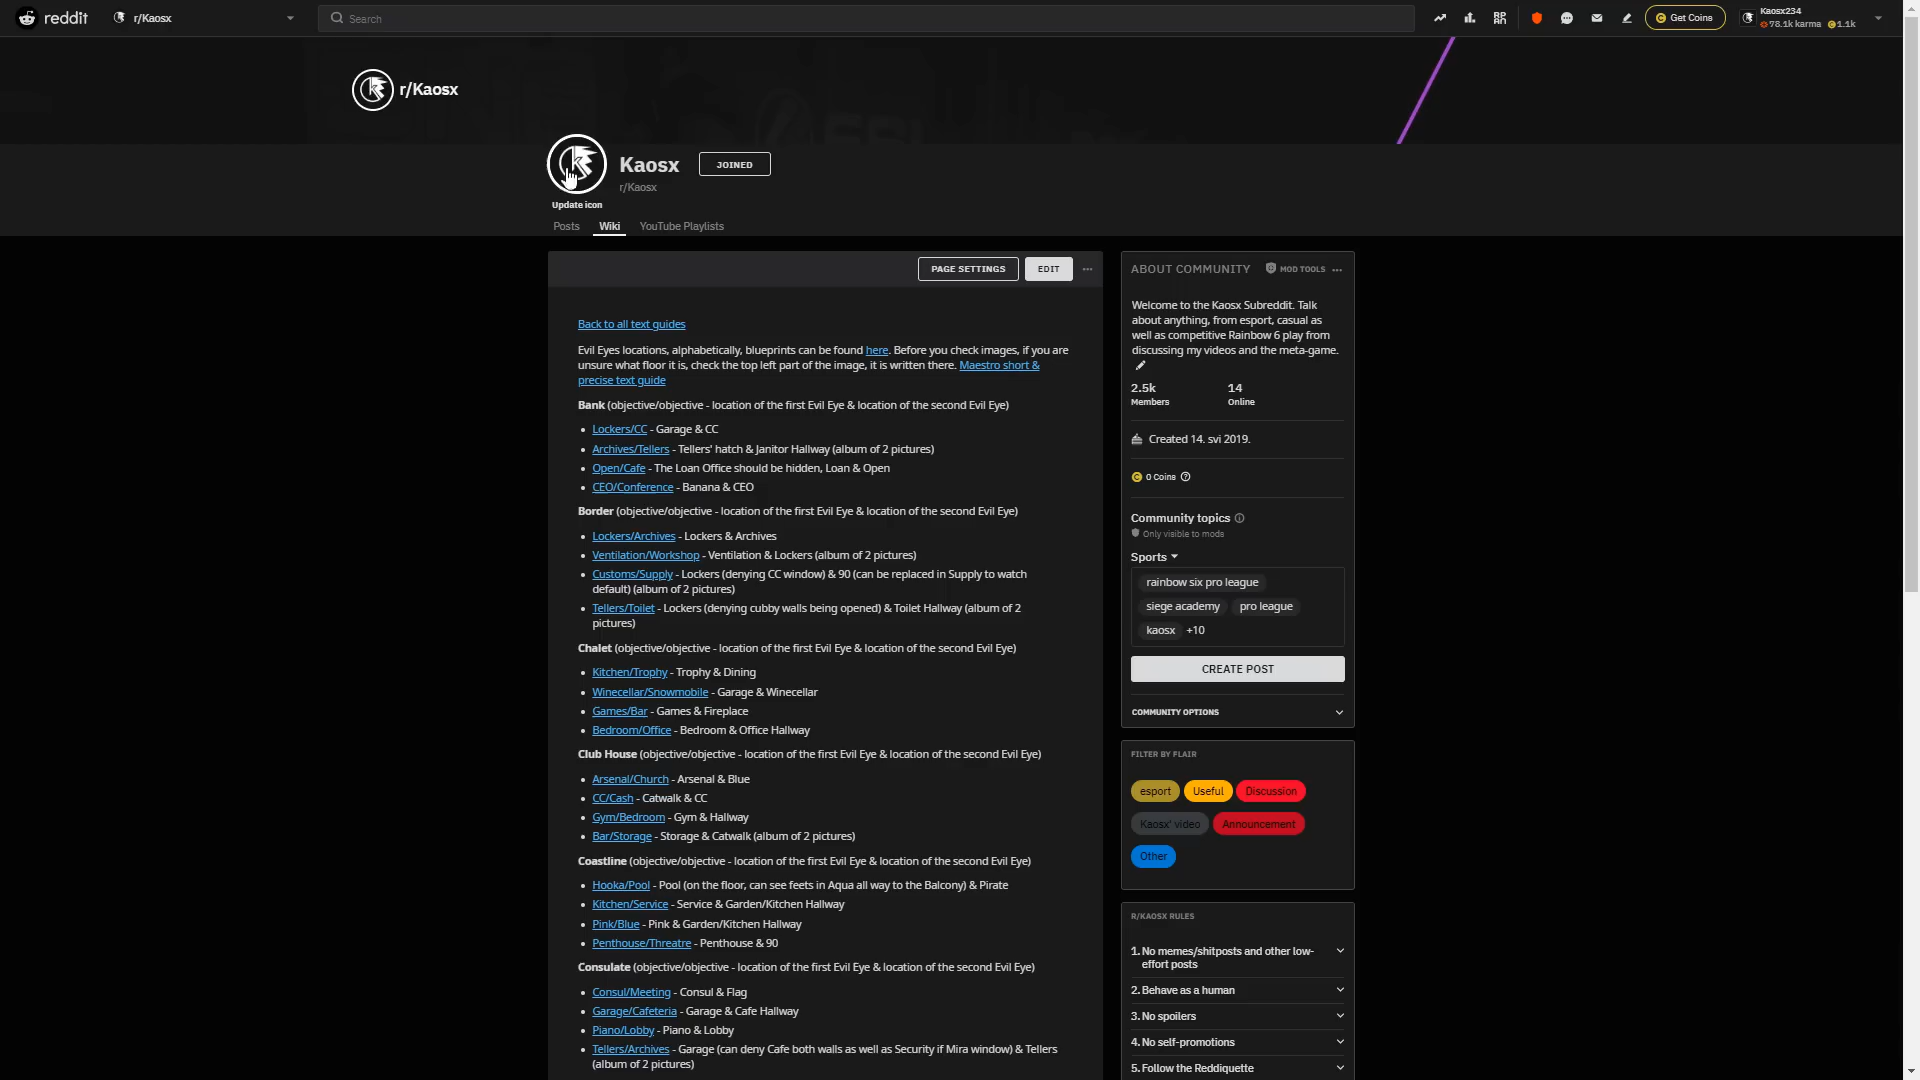 reddit
r/Kaosx
Search
Get Coins
Kaosx234
78.1k karma
1.1k
r/Kaosx
Kaosx
JOINED
r/Kaosx
Update icon
Posts
Wiki
YouTube Playlists
PAGE SETTINGS
EDIT
Back to all text guides
Evil Eyes locations, alphabetically, blueprints can be found here. Before you check images, if you are
unsure what floor it is, check the top left part of the image, it is written there. Maestro short &
precise text guide
Bank (objective/objective - location of the first Evil Eye & location of the second Evil Eye)
Lockers/CC - Garage & CC
Archives/Tellers - Tellers' hatch & Janitor Hallway (album of 2 pictures)
Open/Cafe - The Loan Office should be hidden, Loan & Open
CEO/Conference - Banana & CEO
Border (objective/objective - location of the first Evil Eye & location of the second Evil Eye)
Lockers/Archives - Lockers & Archives
Ventilation/Workshop - Ventilation & Lockers (album of 2 pictures)
Customs/Supply - Lockers (denying CC window) & 90 (can be replaced in Supply to watch
default) (album of 2 pictures)
Tellers/Toilet - Lockers (denying cubby walls being opened) & Toilet Hallway (album of 2
pictures)
Chalet (objective/objective - location of the first Evil Eye & location of the second Evil Eye)
Kitchen/Trophy - Trophy & Dining
Winecellar/Snowmobile - Garage & Winecellar
Games/Bar - Games & Fireplace
Bedroom/Office - Bedroom & Office Hallway
Club House (objective/objective - location of the first Evil Eye & location of the second Evil Eye)
Arsenal/Church - Arsenal & Blue
CC/Cash - Catwalk & CC
Gym/Bedroom - Gym & Hallway
Bar/Storage - Storage & Catwalk (album of 2 pictures)
Coastline (objective/objective - location of the first Evil Eye & location of the second Evil Eye)
Hooka/Pool - Pool (on the floor, can see feets in Aqua all way to the Balcony) & Pirate
Kitchen/Service - Service & Garden/Kitchen Hallway
Pink/Blue - Pink & Garden/Kitchen Hallway
Penthouse/Threatre - Penthouse & 90
Consulate (objective/objective - location of the first Evil Eye & location of the second Evil Eye)
Consul/Meeting - Consul & Flag
Garage/Cafeteria - Garage & Cafe Hallway
Piano/Lobby - Piano & Lobby
Tellers/Archives - Garage (can deny Cafe both walls as well as Security if Mira window) & Tellers
(album of 2 pictures)
ABOUT COMMUNITY
MOD TOOLS
Welcome to the Kaosx Subreddit. Talk
about anything, from esport, casual as
well as competitive Rainbow 6 play from
discussing my videos and the meta-game.
2.5k
14
Members
Online
Created 14. svi 2019.
0 Coins
Community topics
Only visible to mods
Sports
rainbow six pro league
siege academy
pro league
kaosx
+10
CREATE POST
COMMUNITY OPTIONS
FILTER BY FLAIR
esport
Useful
Discussion
Kaosx' video
Announcement
Other
R/KAOSX RULES
1. No memes/shitposts and other low-
effort posts
2. Behave as a human
3. No spoilers
4. No self-promotions
5. Follow the Reddiquette